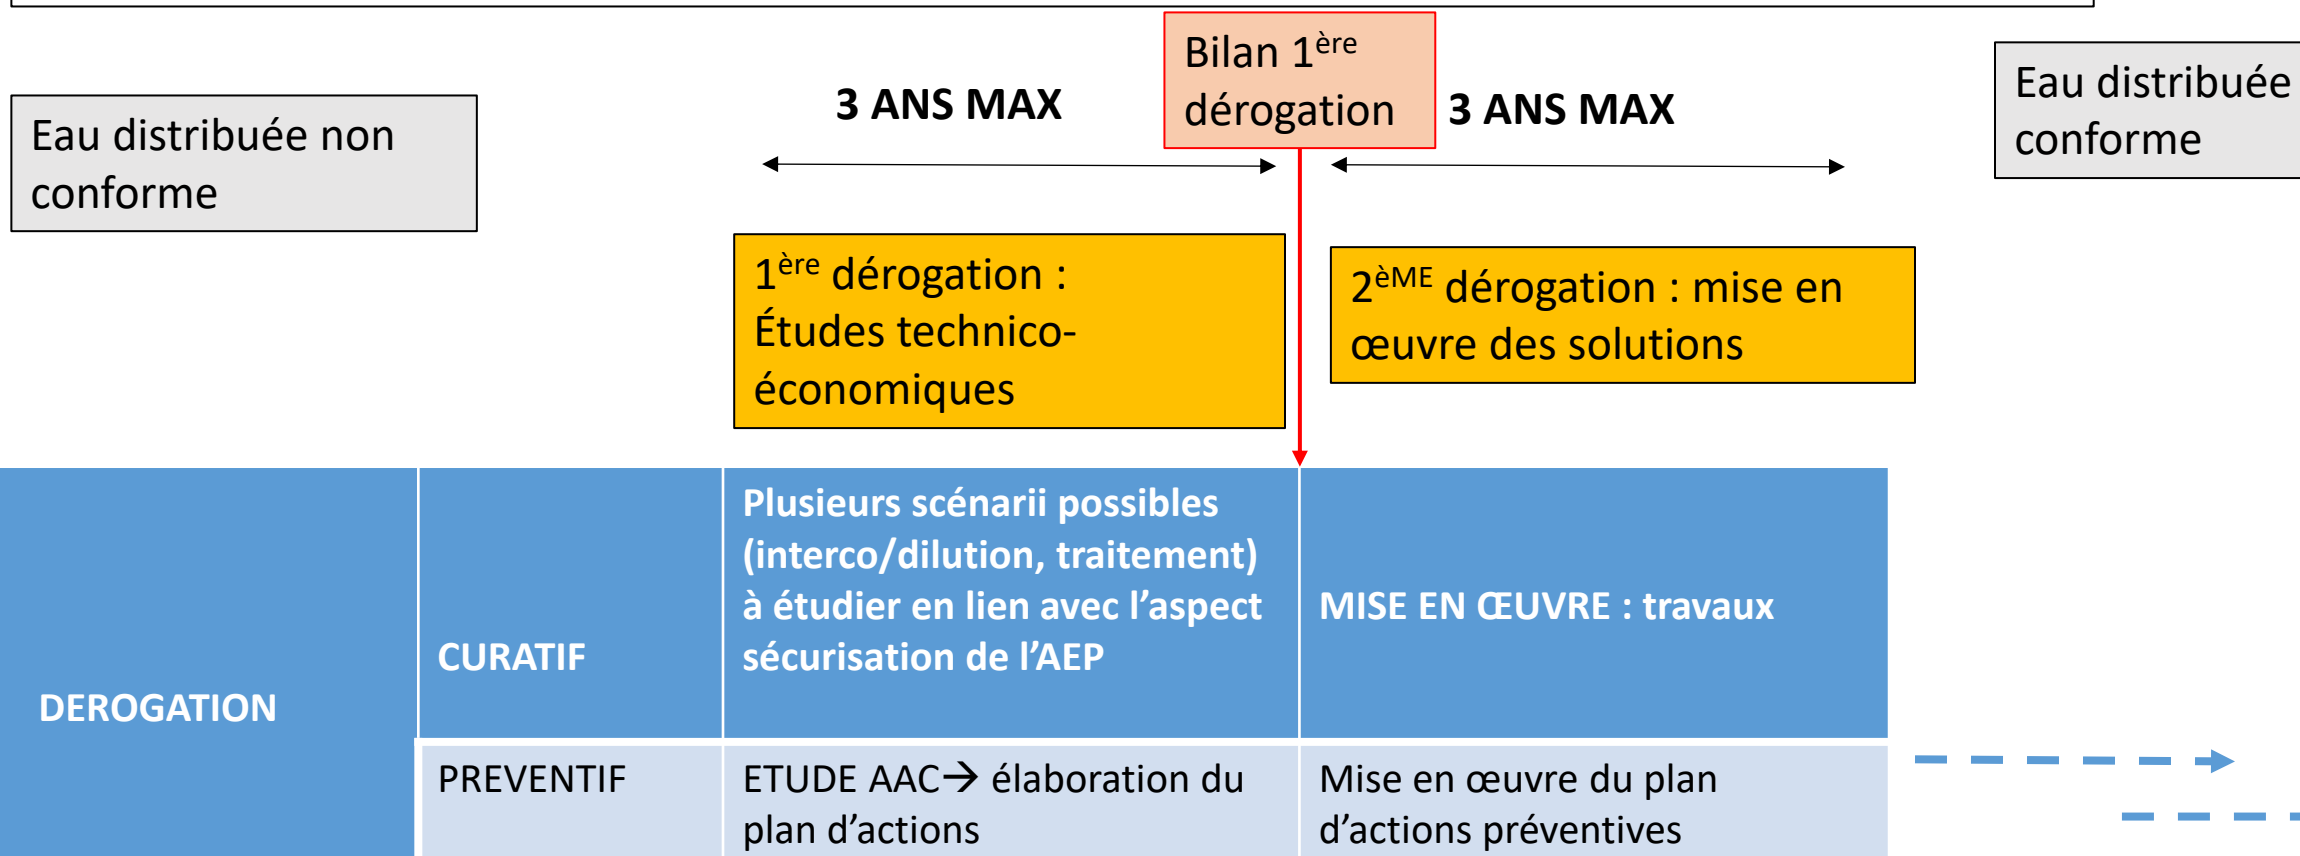 Eau distribuée non
conforme
3 ANS MAX
Bilan 1ère
dérogation
3 ANS MAX
Eau distribuée
conforme
1ère dérogation :
Études technico-
économiques
2èME dérogation : mise en
œuvre des solutions
DEROGATION
CURATIF
Plusieurs scénarii possibles
(interco/dilution, traitement)
à étudier en lien avec l’aspect
sécurisation de l’AEP
MISE EN ŒUVRE : travaux
PREVENTIF
ETUDE AAC→ élaboration du
plan d’actions
Mise en œuvre du plan
d’actions préventives